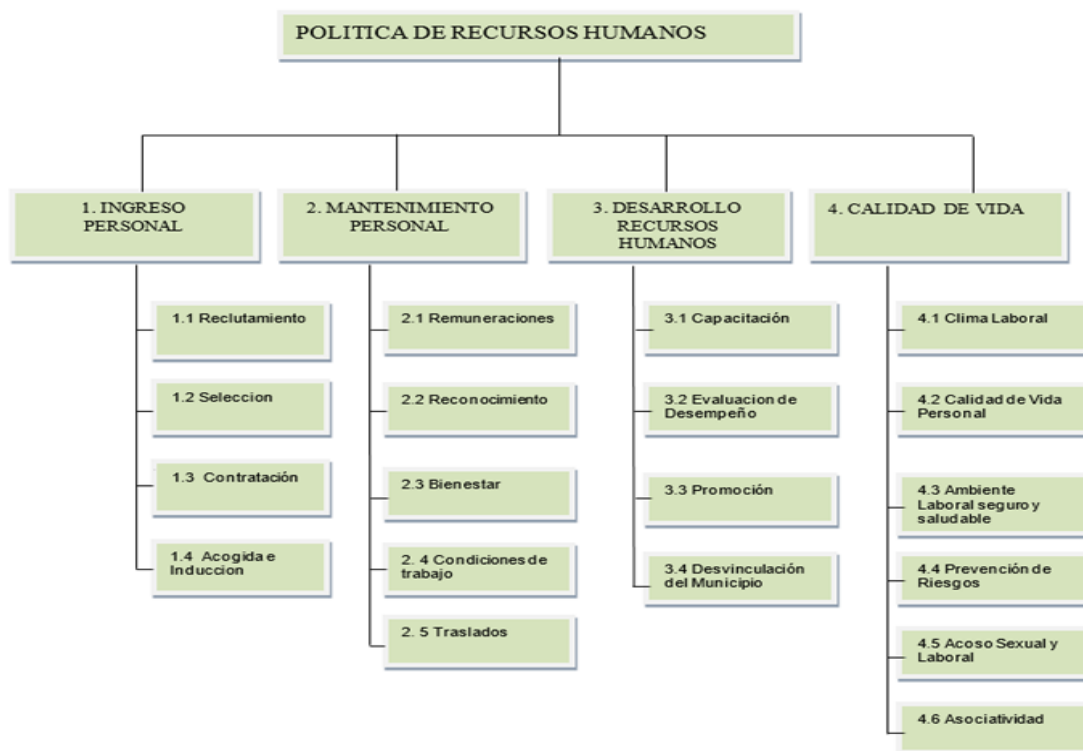 POLITICA DE RECURSOS HUMANOS
1. INGRESO
PERSONAL
1.1 Reclutamiento
1.2 Seleccion
1.3 Contratación
1.4 Acogida e
Induccion
2. MANTENIMIENTO
PERSONAL
2.1 Remuneraciones
2.2 Reconocimiento
2.3 Bienestar
2. 4 Condiciones de
trabajo
2. 5 Traslados
3. DESARROLLO
RECURSOS
HUMANOS
3.1 Capacitación
3.2 Evaluacion de
Desempeño
3.3 Promoción
3.4 Desvinculación
del Municipio
4. CALIDAD DE VIDA
4.1 Clima Laboral
4.2 Calidad de Vida
Personal
4.3 Ambiente
Laboral seguro y
saludable
4.4 Prevención de
Riesgos
4.5 Acoso Sexual y
Laboral
4.6 Asociatividad